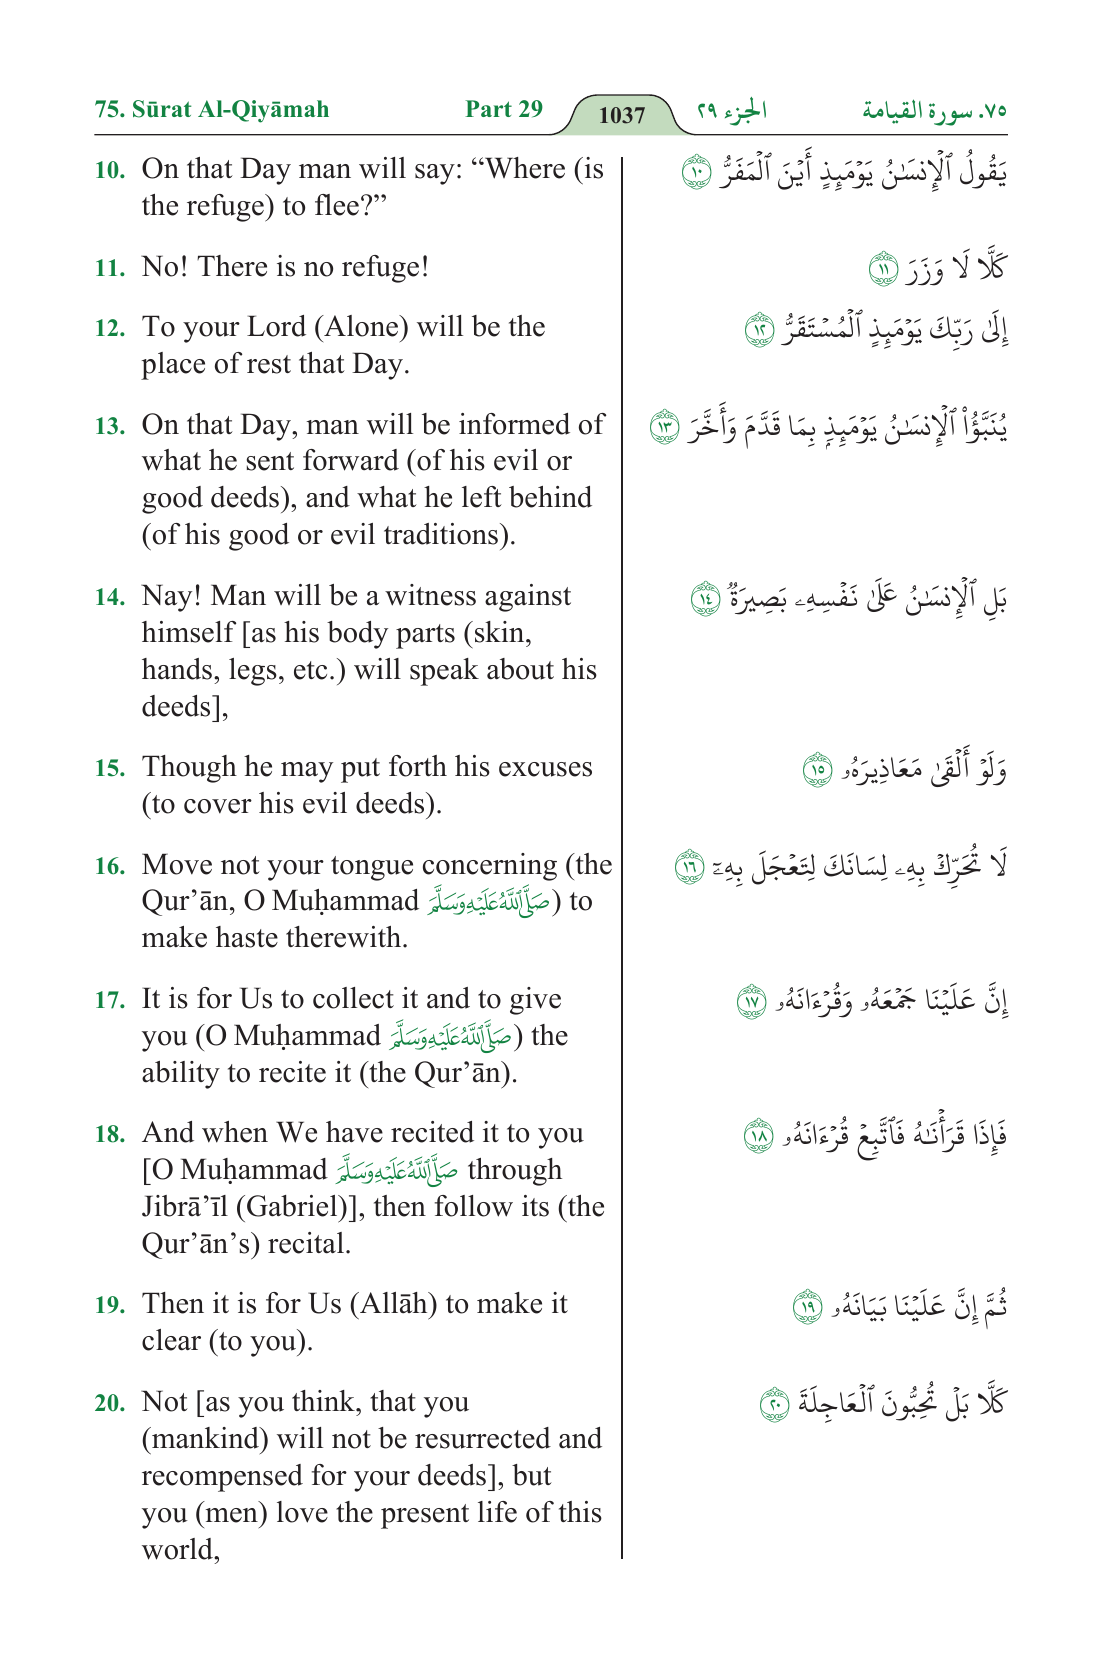 75. Sūrat Al-Qiyāmah Part 29 1037 الجزء ٢٩ ٧٥. سورة القيامة
10. On that Day man will say: “Where (is
the refuge) to flee?”
يَقُولُ ٱلْإِنسَـٰنُ يَوْمَئِذٍ أَيْنَ ٱلْمَفَرُّ ١٠
11. No! There is no refuge!
كَلَّا لَا وَزَرَ ١١
12. To your Lord (Alone) will be the
place of rest that Day.
إِلَىٰ رَبِّكَ يَوْمَئِذٍ ٱلْمُسْتَقَرُّ ١٢
13. On that Day, man will be informed of
what he sent forward (of his evil or
good deeds), and what he left behind
(of his good or evil traditions).
يُنَبَّؤُا۟ ٱلْإِنسَـٰنُ يَوْمَئِذٍۭ بِمَا قَدَّمَ وَأَخَّرَ ١٣
14. Nay! Man will be a witness against
himself [as his body parts (skin,
hands, legs, etc.) will speak about his
deeds],
بَلِ ٱلْإِنسَـٰنُ عَلَىٰ نَفْسِهِۦ بَصِيرَةٌ ١٤
15. Though he may put forth his excuses
(to cover his evil deeds).
وَلَوْ أَلْقَىٰ مَعَاذِيرَهُۥ ١٥
16. Move not your tongue concerning (the
Qur’ān, O Muḥammad صَلَّى ٱللَّهُ عَلَيْهِ وَسَلَّمَ) to
make haste therewith.
لَا تُحَرِّكْ بِهِۦ لِسَانَكَ لِتَعْجَلَ بِهِۦٓ ١٦
17. It is for Us to collect it and to give
you (O Muḥammad صَلَّى ٱللَّهُ عَلَيْهِ وَسَلَّمَ) the
ability to recite it (the Qur’ān).
إِنَّ عَلَيْنَا جَمْعَهُۥ وَقُرْءَانَهُۥ ١٧
18. And when We have recited it to you
[O Muḥammad صَلَّى ٱللَّهُ عَلَيْهِ وَسَلَّمَ through
Jibrā’īl (Gabriel)], then follow its (the
Qur’ān’s) recital.
فَإِذَا قَرَأْنَـٰهُ فَٱتَّبِعْ قُرْءَانَهُۥ ١٨
19. Then it is for Us (Allāh) to make it
clear (to you).
ثُمَّ إِنَّ عَلَيْنَا بَيَانَهُۥ ١٩
20. Not [as you think, that you
(mankind) will not be resurrected and
recompensed for your deeds], but
you (men) love the present life of this
world,
كَلَّا بَلْ تُحِبُّونَ ٱلْعَاجِلَةَ ٢٠